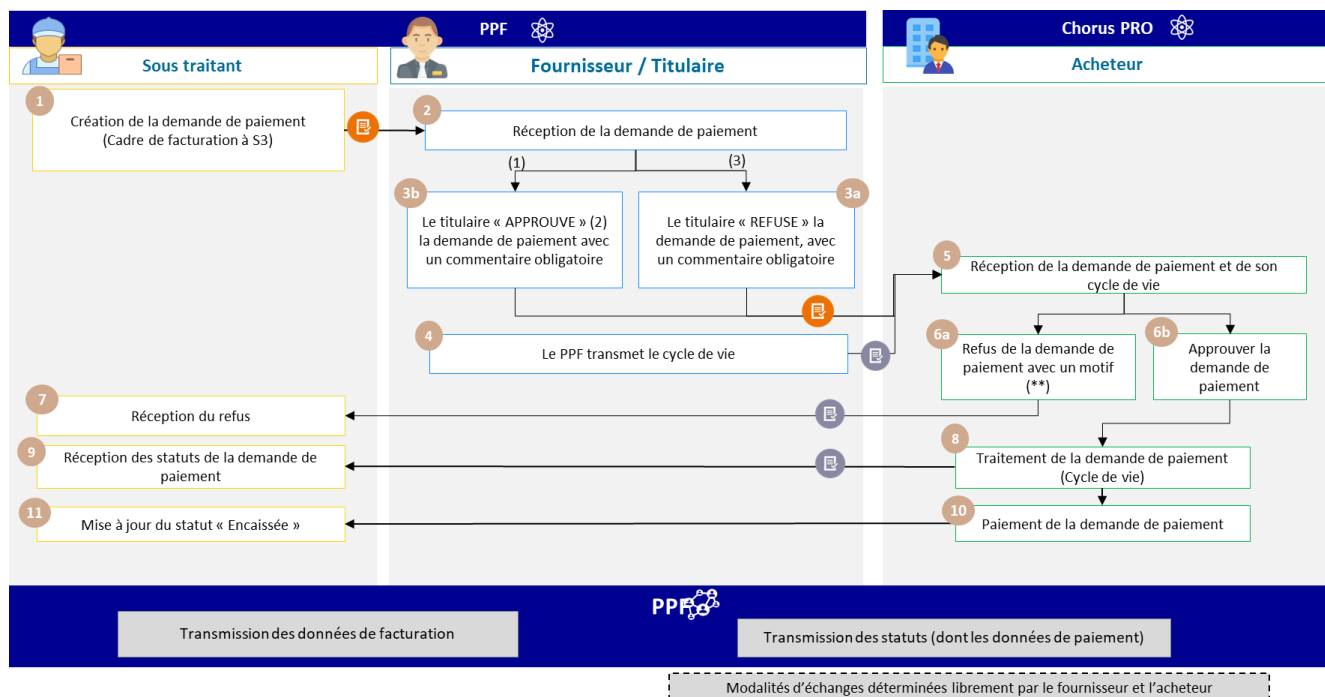 PPF
Chorus PRO
Sous traitant
Fournisseur / Titulaire
Acheteur
1
Création de la demande de paiement
(Cadre de facturation à S3)
2
Réception de la demande de paiement
(1)
(3)
3b
Le titulaire « APPROUVE » (2)
la demande de paiement avec
un commentaire obligatoire
3a
Le titulaire « REFUSE » la
demande de paiement, avec
un commentaire obligatoire
5
Réception de la demande de paiement et de son
cycle de vie
4
Le PPF transmet le cycle de vie
6a
Refus de la demande de
paiement avec un motif
(**)
6b
Approuver la
demande de
paiement
7
Réception du refus
8
Traitement de la demande de paiement
(Cycle de vie)
9
Réception des statuts de la demande de
paiement
10
Paiement de la demande de paiement
11
Mise à jour du statut « Encaissée »
PPF
Transmission des données de facturation
Transmission des statuts (dont les données de paiement)
Modalités d’échanges déterminées librement par le fournisseur et l’acheteur